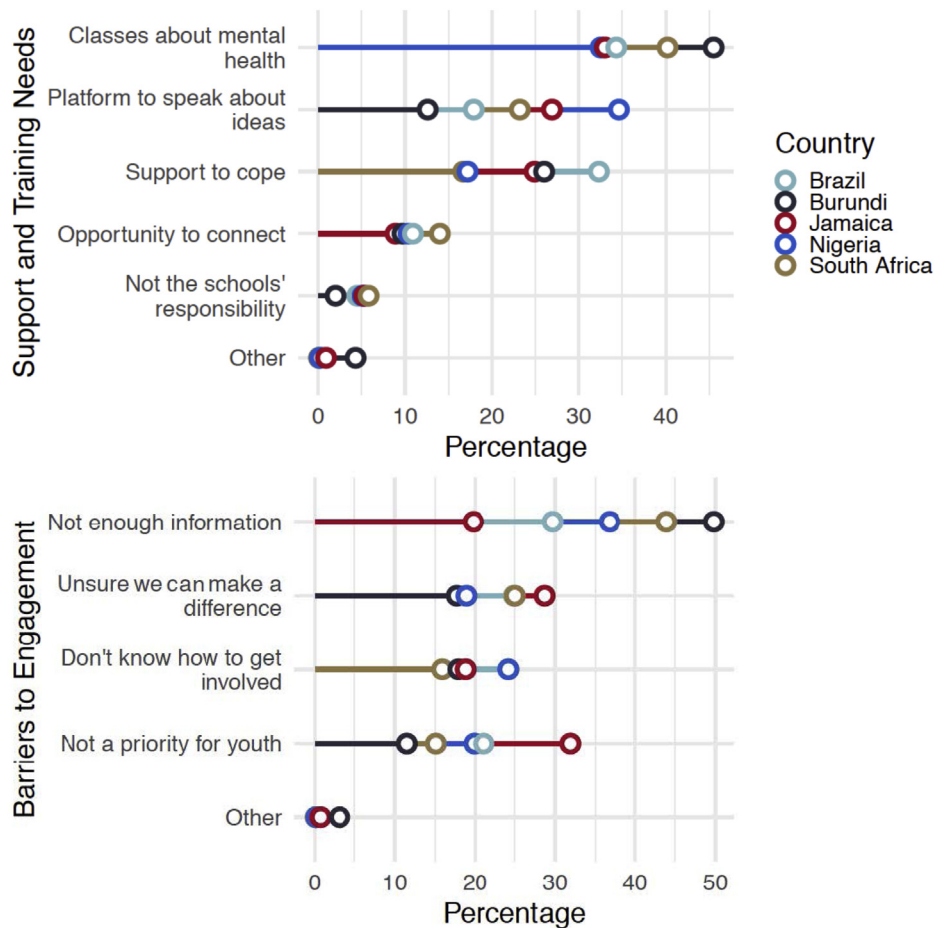 Support and Training Needs
Classes about mental
health
Platform to speak about
ideas
Support to cope
Opportunity to connect
Not the schools'
responsibility
Other
0 10 20 30 40
Percentage
Country
Brazil
Burundi
Jamaica
Nigeria
South Africa
Barriers to Engagement
Not enough information
Unsure we can make a
difference
Don't know how to get
involved
Not a priority for youth
Other
0 10 20 30 40 50
Percentage